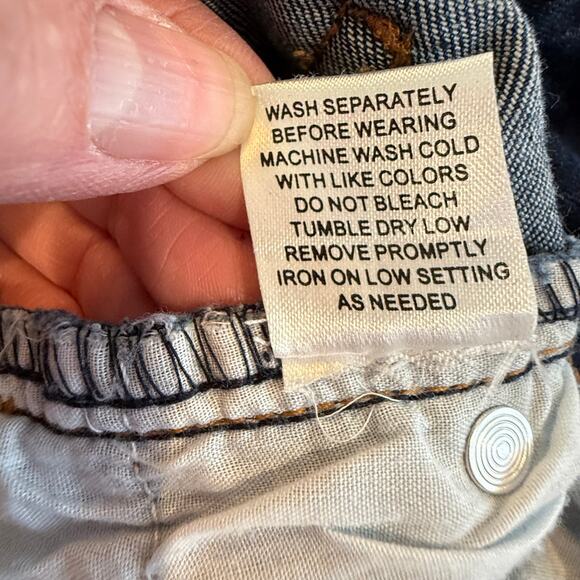 WASH SEPARATELY
BEFORE WEARING
MACHINE WASH COLD
WITH LIKE COLORS
DO NOT BLEACH
TUMBLE DRY LOW
REMOVE PROMPTLY
IRON ON LOW SETTING
AS NEEDED